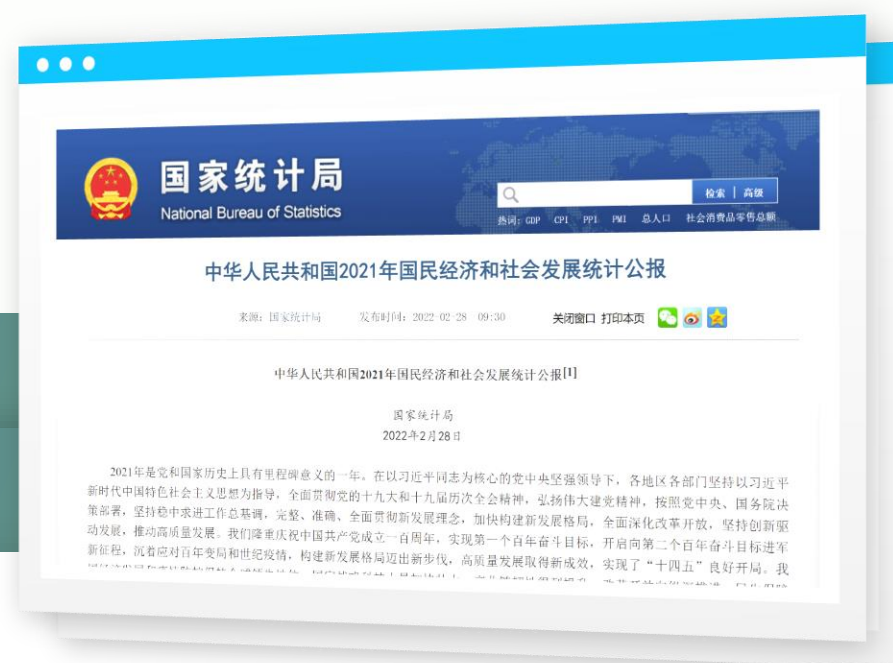 国家统计局
National Bureau of Statistics
检索 | 高级
热词: GDP CPI PPI PMI 总人口 社会消费品零售总额
中华人民共和国2021年国民经济和社会发展统计公报
来源: 国家统计局 发布时间: 2022-02-28 09:30 关闭窗口 打印本页
中华人民共和国2021年国民经济和社会发展统计公报[1]
国家统计局
2022年2月28日
2021年是党和国家历史上具有里程碑意义的一年。在以习近平同志为核心的党中央坚强领导下，各地区各部门坚持以习近平
新时代中国特色社会主义思想为指导，全面贯彻党的十九大和十九届历次全会精神，弘扬伟大建党精神，按照党中央、国务院决
策部署，坚持稳中求进工作总基调，完整、准确、全面贯彻新发展理念，加快构建新发展格局，全面深化改革开放，坚持创新驱
动发展，推动高质量发展。我们隆重庆祝中国共产党成立一百周年，实现第一个百年奋斗目标，开启向第二个百年奋斗目标进军
新征程，沉着应对百年变局和世纪疫情，构建新发展格局迈出新步伐，高质量发展取得新成效，实现了“十四五”良好开局。我